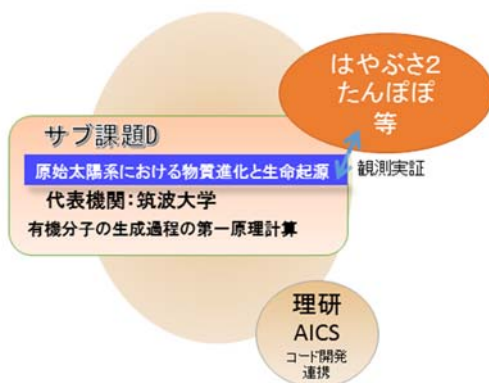 はやぶさ2
たんぽぽ
等
サブ課題D
原始太陽系における物質進化と生命起源
観測実証
代表機関：筑波大学
有機分子の生成過程の第一原理計算
理研
AICS
コード開発
連携